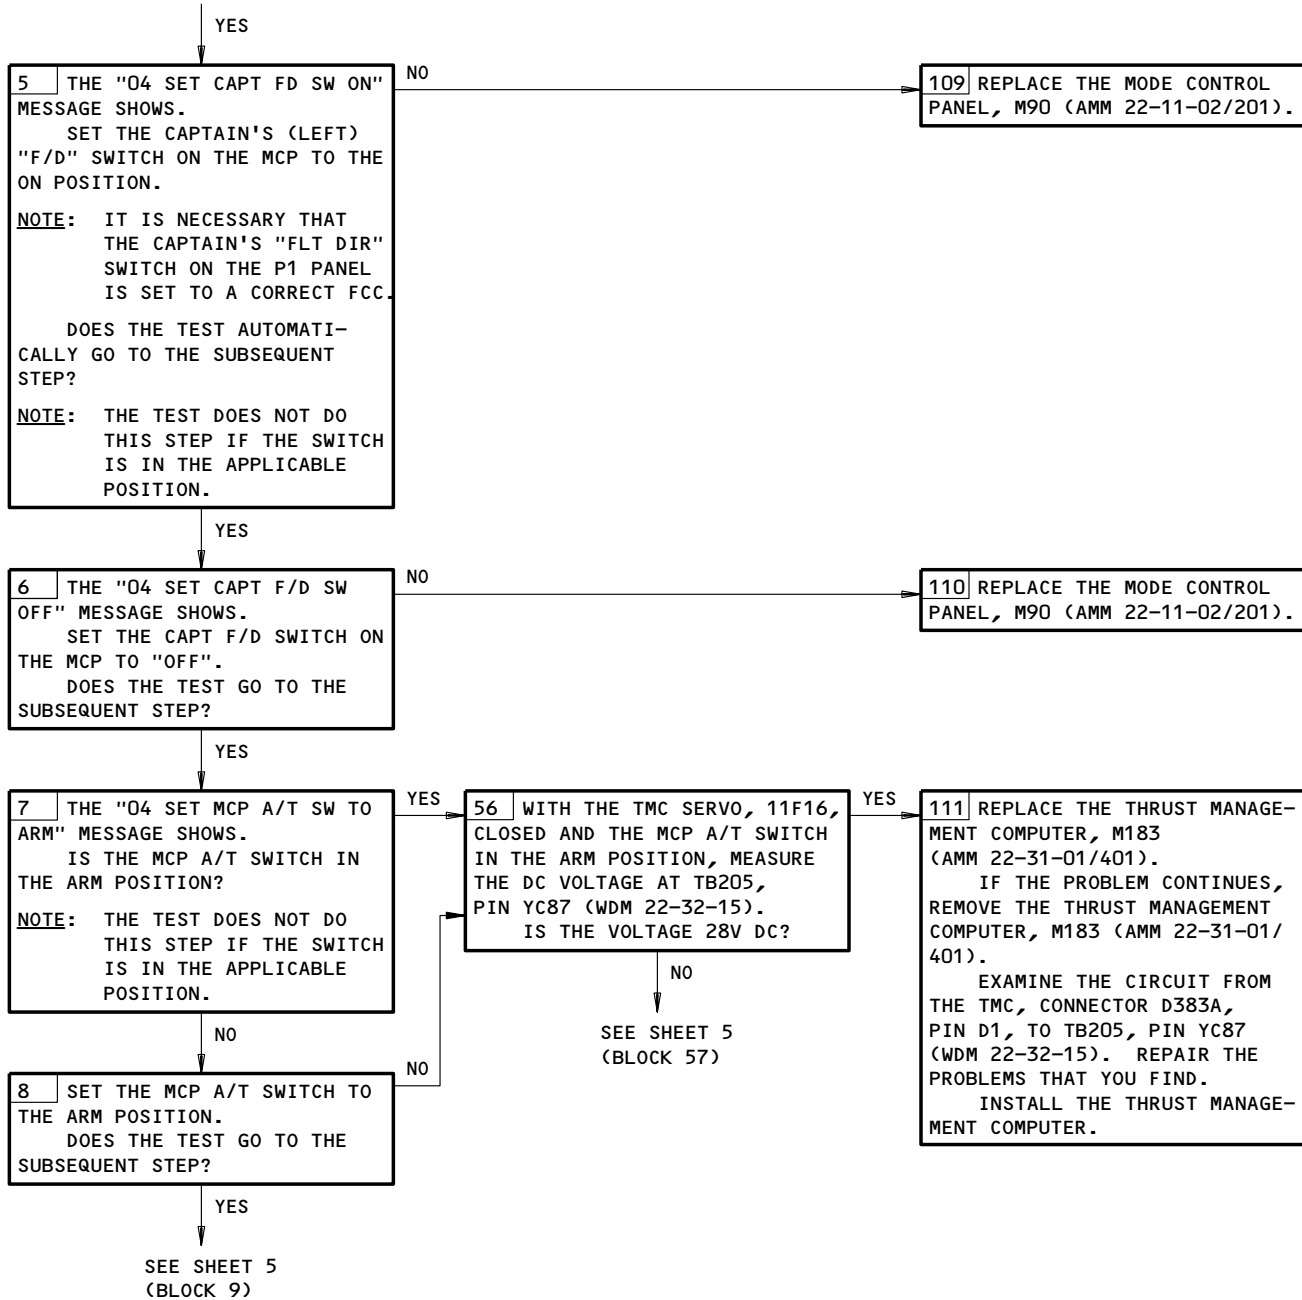 YES
5 THE "04 SET CAPT FD SW ON"
MESSAGE SHOWS.
SET THE CAPTAIN'S (LEFT)
"F/D" SWITCH ON THE MCP TO THE
ON POSITION.
NOTE: IT IS NECESSARY THAT
THE CAPTAIN'S "FLT DIR"
SWITCH ON THE P1 PANEL
IS SET TO A CORRECT FCC.
DOES THE TEST AUTOMATI-
CALLY GO TO THE SUBSEQUENT
STEP?
NOTE: THE TEST DOES NOT DO
THIS STEP IF THE SWITCH
IS IN THE APPLICABLE
POSITION.
NO
109 REPLACE THE MODE CONTROL
PANEL, M90 (AMM 22-11-02/201).
YES
6 THE "04 SET CAPT F/D SW
OFF" MESSAGE SHOWS.
SET THE CAPT F/D SWITCH ON
THE MCP TO "OFF".
DOES THE TEST GO TO THE
SUBSEQUENT STEP?
NO
110 REPLACE THE MODE CONTROL
PANEL, M90 (AMM 22-11-02/201).
YES
7 THE "04 SET MCP A/T SW TO
ARM" MESSAGE SHOWS.
IS THE MCP A/T SWITCH IN
THE ARM POSITION?
NOTE: THE TEST DOES NOT DO
THIS STEP IF THE SWITCH
IS IN THE APPLICABLE
POSITION.
YES
56 WITH THE TMC SERVO, 11F16,
CLOSED AND THE MCP A/T SWITCH
IN THE ARM POSITION, MEASURE
THE DC VOLTAGE AT TB205,
PIN YC87 (WDM 22-32-15).
IS THE VOLTAGE 28V DC?
YES
111 REPLACE THE THRUST MANAGE-
MENT COMPUTER, M183
(AMM 22-31-01/401).
IF THE PROBLEM CONTINUES,
REMOVE THE THRUST MANAGEMENT
COMPUTER, M183 (AMM 22-31-01/
401).
EXAMINE THE CIRCUIT FROM
THE TMC, CONNECTOR D383A,
PIN D1, TO TB205, PIN YC87
(WDM 22-32-15). REPAIR THE
PROBLEMS THAT YOU FIND.
INSTALL THE THRUST MANAGE-
MENT COMPUTER.
NO
SEE SHEET 5
(BLOCK 57)
NO
8 SET THE MCP A/T SWITCH TO
THE ARM POSITION.
DOES THE TEST GO TO THE
SUBSEQUENT STEP?
NO
YES
SEE SHEET 5
(BLOCK 9)